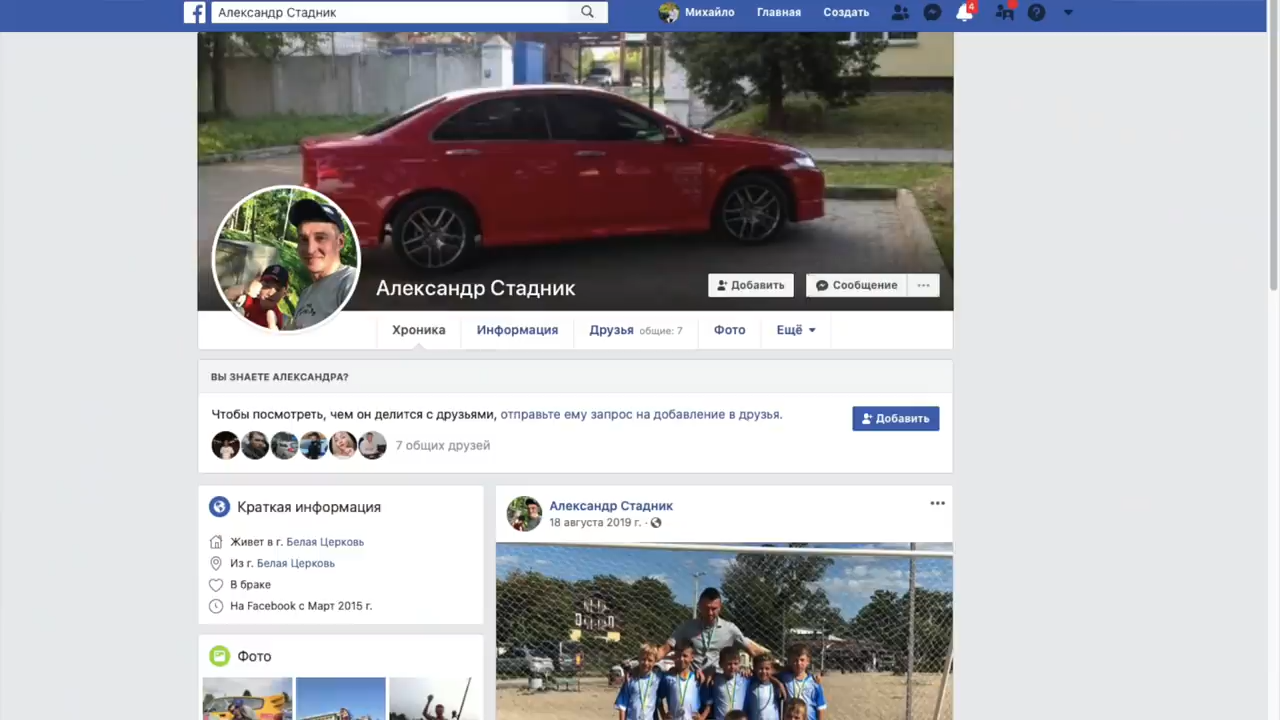 Александр Стадник
Михайло
Главная
Создать
4
Александр Стадник
Добавить
Сообщение
Хроника
Информация
Друзья общие: 7
Фото
Ещё
ВЫ ЗНАЕТЕ АЛЕКСАНДРА?
Чтобы посмотреть, чем он делится с друзьями, отправьте ему запрос на добавление в друзья.
Добавить
7 общих друзей
Краткая информация
Живет в г. Белая Церковь
Из г. Белая Церковь
В браке
На Facebook с Март 2015 г.
Фото
Александр Стадник
18 августа 2019 г. ·